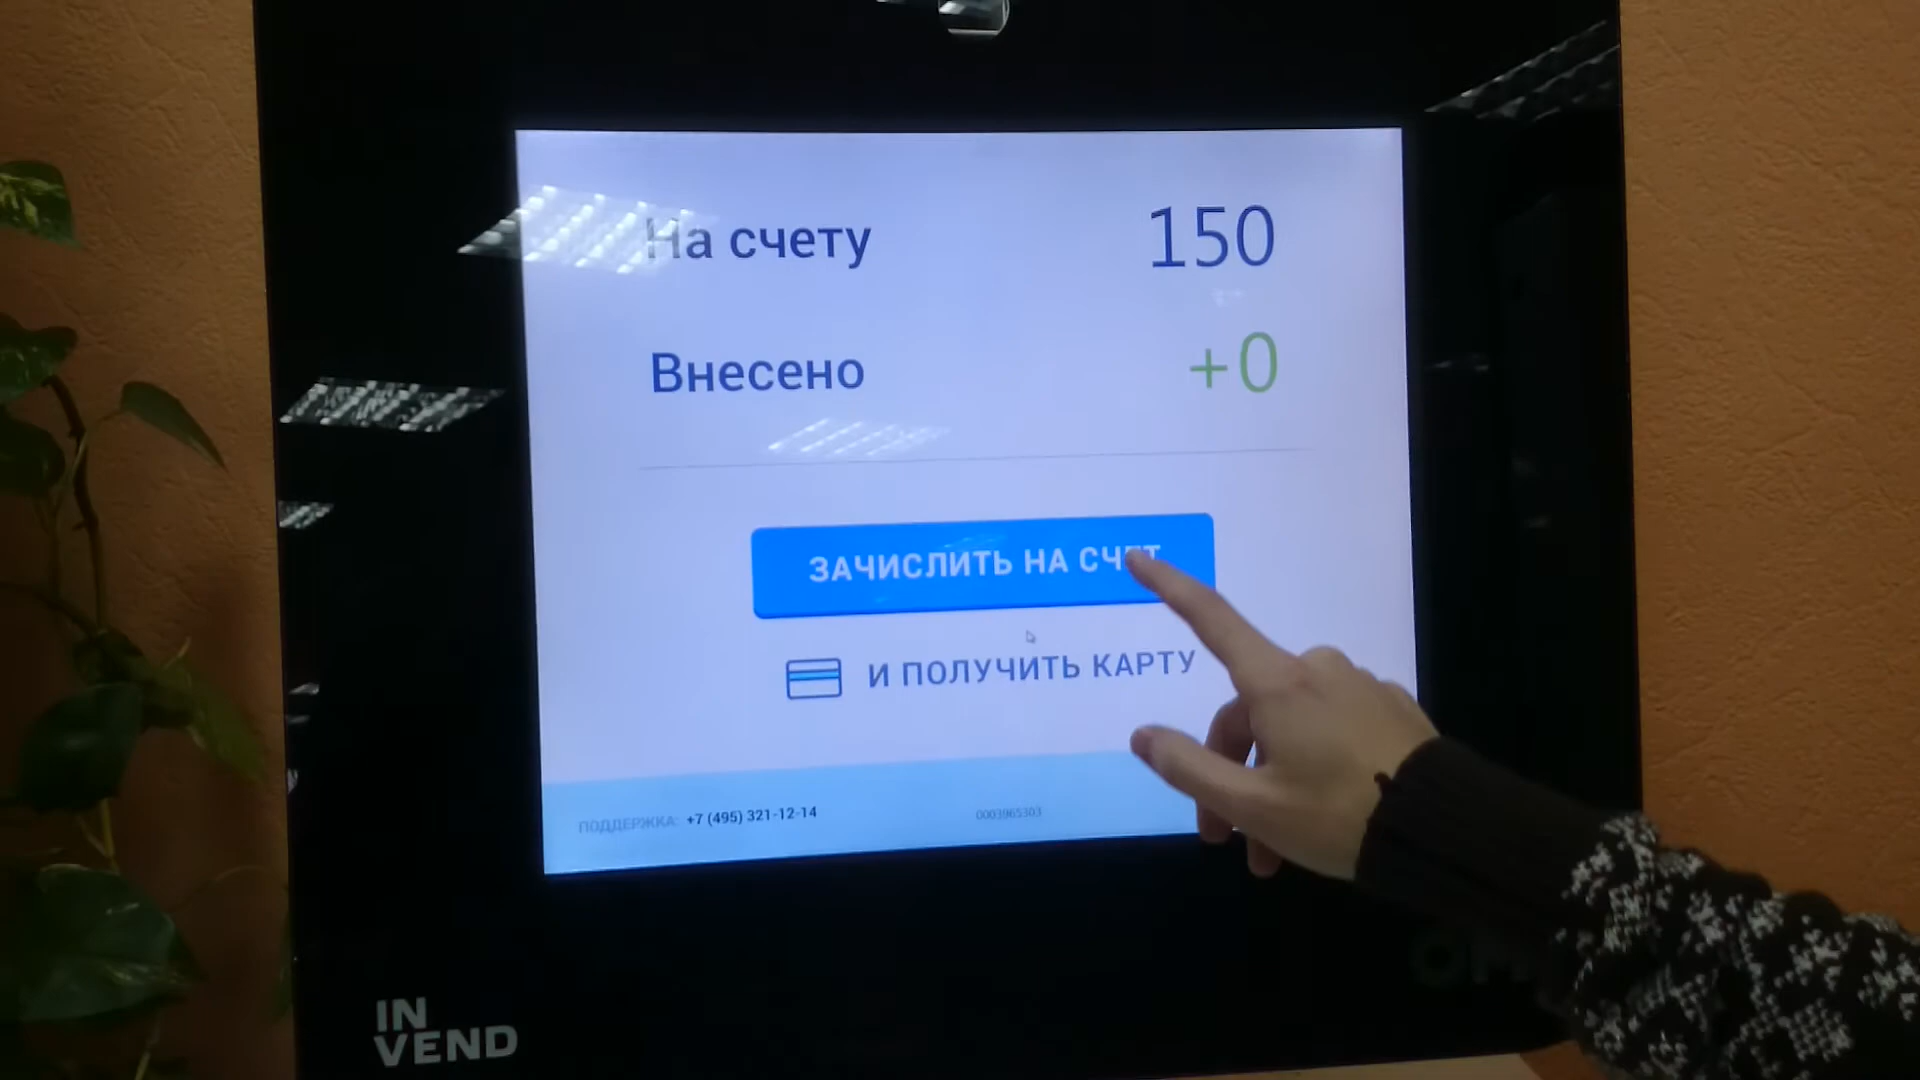 На счету 150
Внесено +0
ЗАЧИСЛИТЬ НА СЧЕТ
И ПОЛУЧИТЬ КАРТУ
ПОДДЕРЖКА: +7 (495) 321-12-14 0003965303
IN
VEND